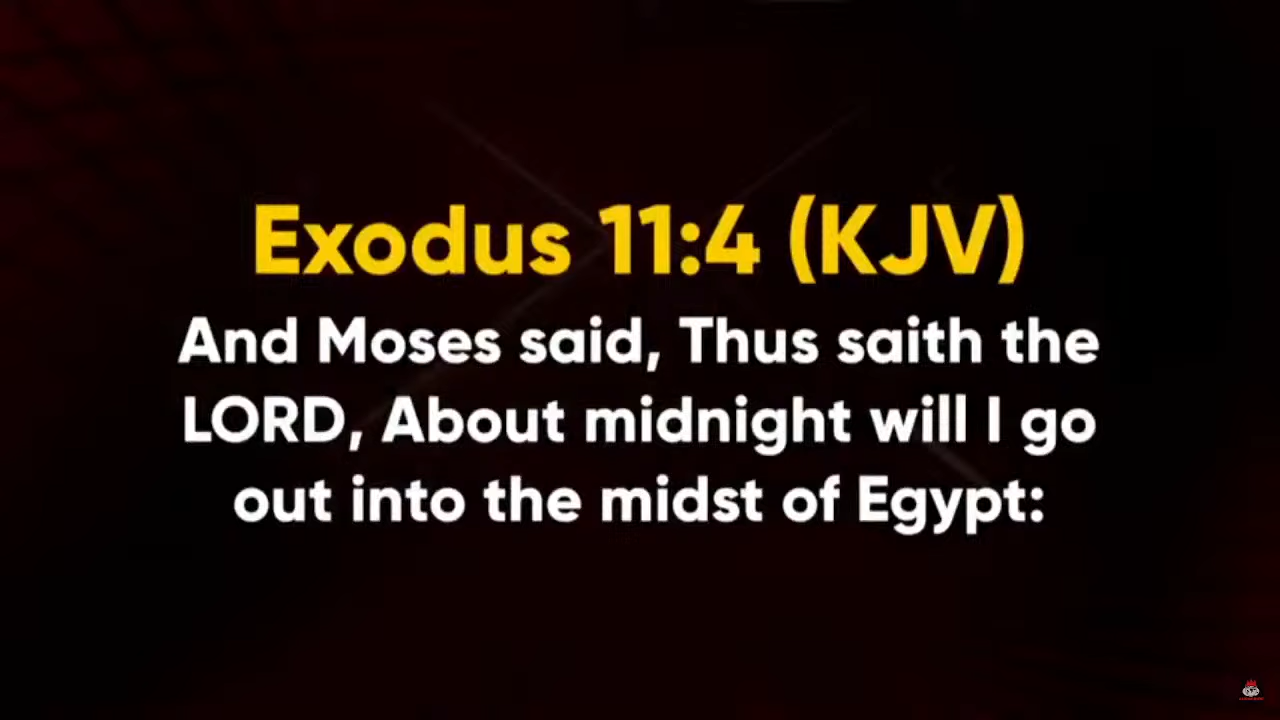 Exodus 11:4 (KJV)
And Moses said, Thus saith the
LORD, About midnight will I go
out into the midst of Egypt: